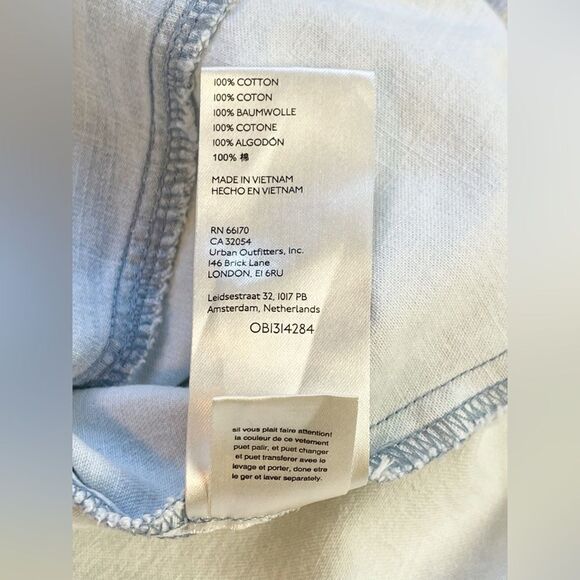 100% COTTON
100% COTON
100% BAUMWOLLE
100% COTONE
100% ALGODÓN
100% 棉
MADE IN VIETNAM
HECHO EN VIETNAM
RN 66170
CA 32054
Urban Outfitters, Inc.
146 Brick Lane
LONDON, E1 6RU
Leidsestraat 32, 1017 PB
Amsterdam, Netherlands
OB1314284
sil vous plait faire attention!
la couleur de ce vetement
puet palir, et puet changer
et puet transferer avec le
levage et porter, done etre
le ger et laver separately.